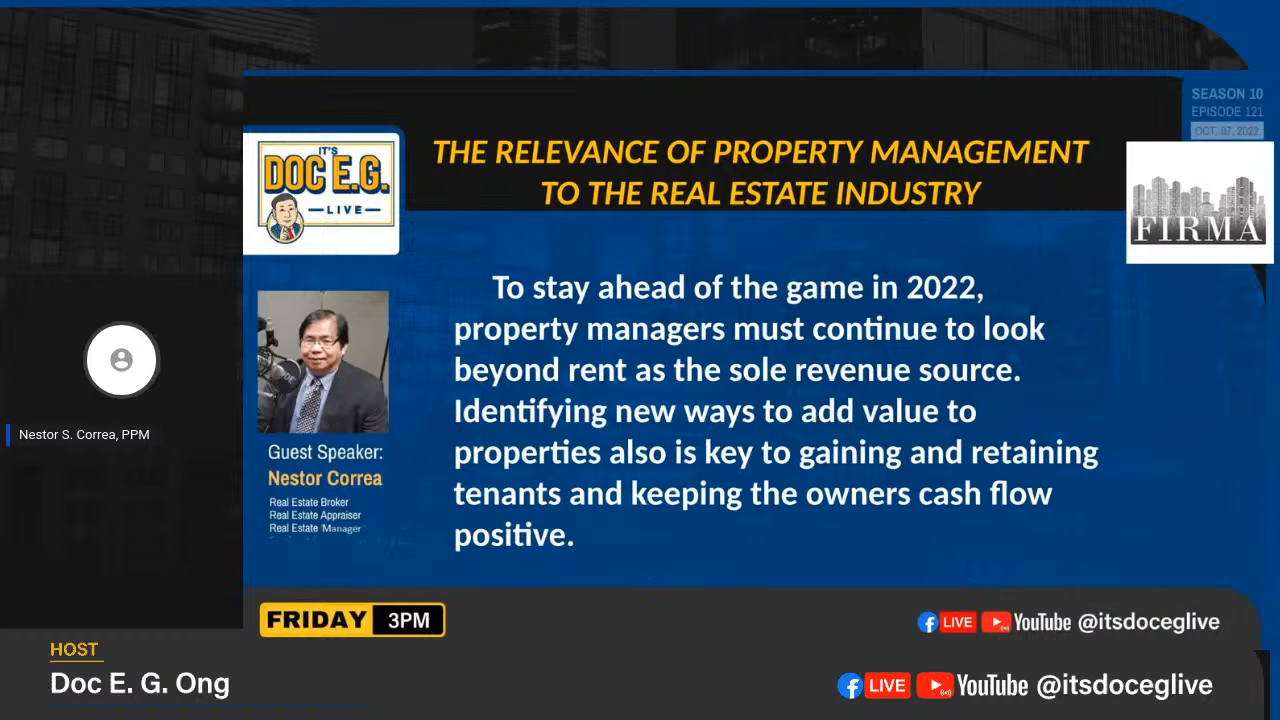 SEASON 10
EPISODE 121
OCT. 07, 2022
IT'S
DOC E.G.
LIVE
THE RELEVANCE OF PROPERTY MANAGEMENT
TO THE REAL ESTATE INDUSTRY
FIRMA
To stay ahead of the game in 2022,
property managers must continue to look
beyond rent as the sole revenue source.
Identifying new ways to add value to
properties also is key to gaining and retaining
tenants and keeping the owners cash flow
positive.
Nestor S. Correa, PPM
Guest Speaker:
Nestor Correa
Real Estate Broker
Real Estate Appraiser
Real Estate Manager
FRIDAY 3PM
LIVE YouTube @itsdoceglive
HOST
Doc E. G. Ong
LIVE YouTube @itsdoceglive